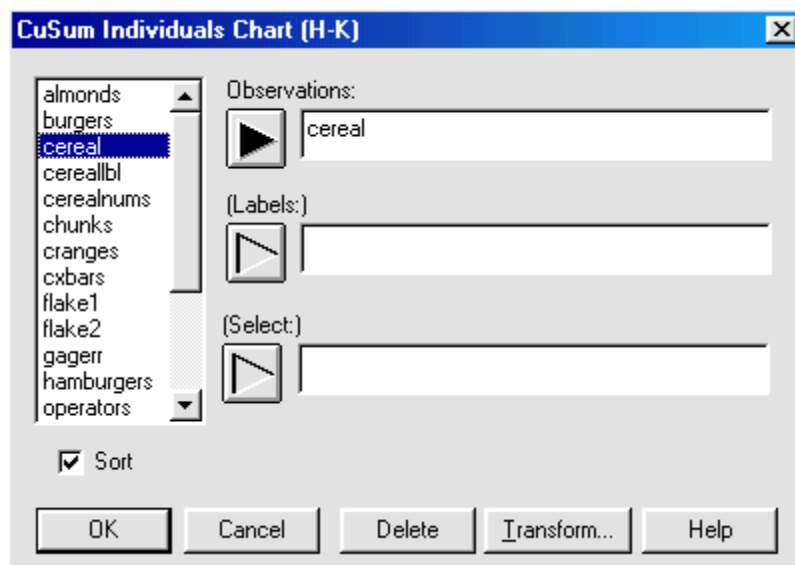 CuSum Individuals Chart (H-K)
almonds
burgers
cereal
cereallbl
cerealnums
chunks
cranges
cxbars
flake1
flake2
gagerr
hamburgers
operators
Sort
Observations:
cereal
(Labels:)
(Select:)
OK
Cancel
Delete
Transform...
Help